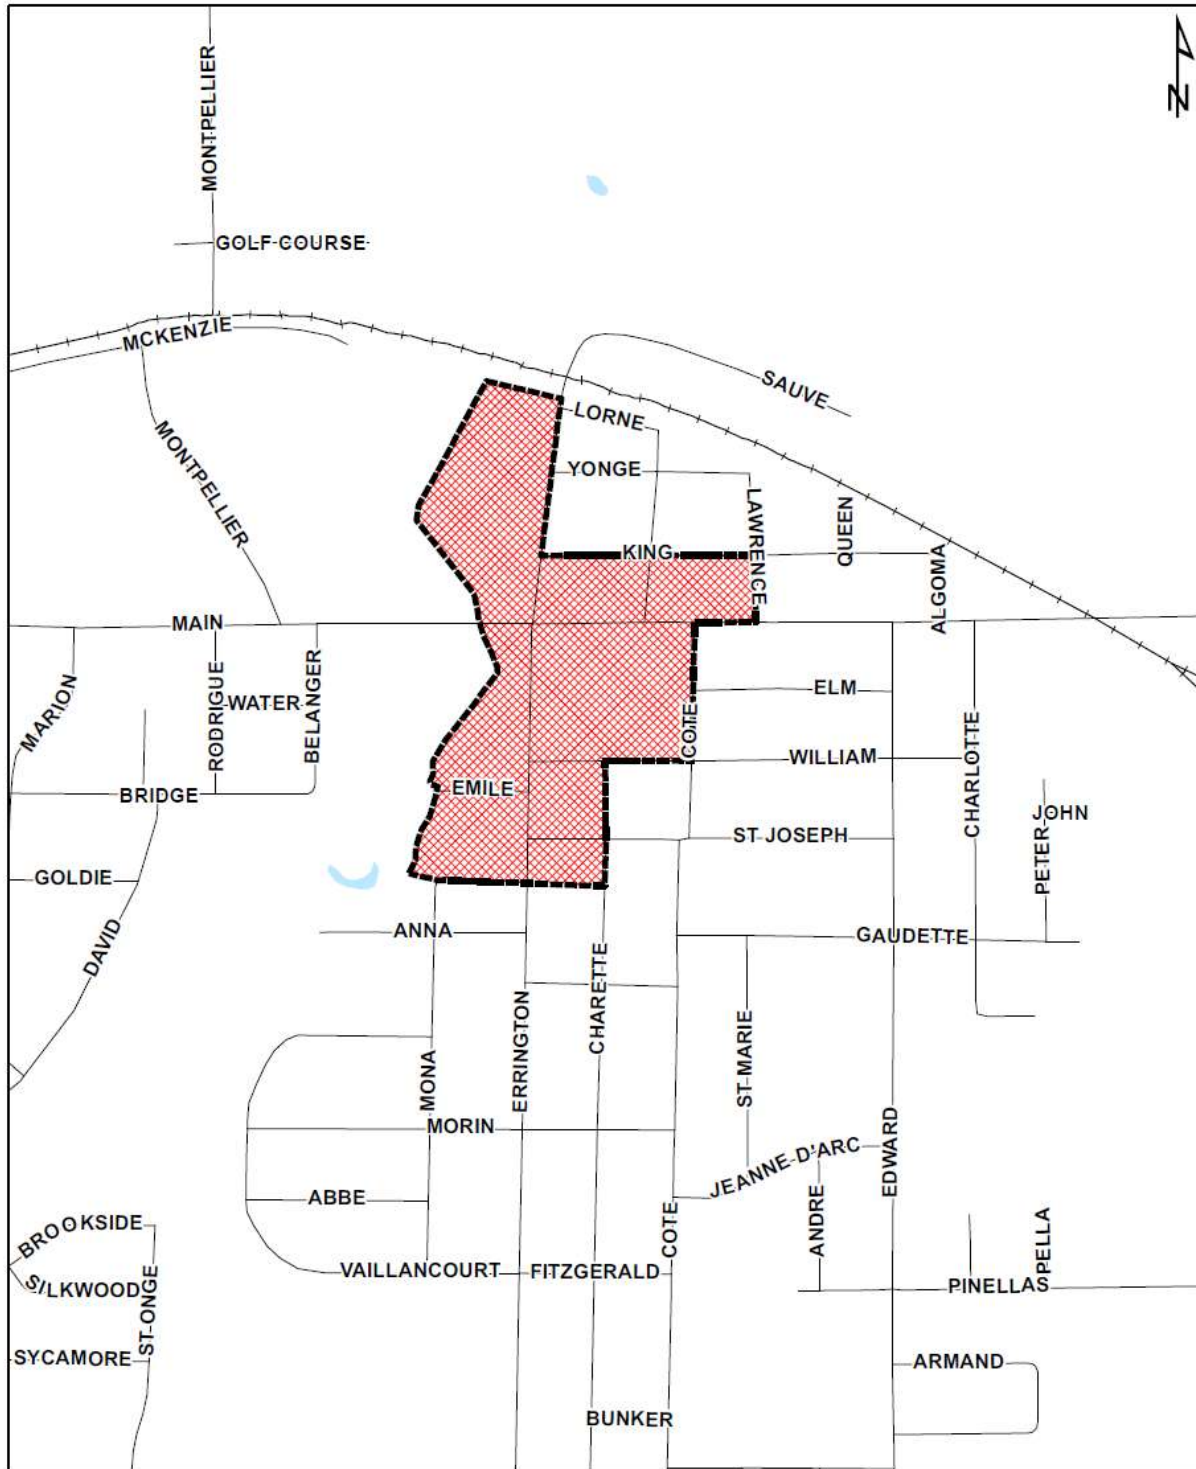 N
MONTPELLIER
GOLF COURSE
MCKENZIE
SAUVE
LORNE
MONTPELLIER
YONGE
LAWRENCE
QUEEN
KING
ALGOMA
MAIN
MARION
RODRIGUE
WATER
BELANGER
ELM
COTE
WILLIAM
CHARLOTTE
BRIDGE
EMILE
JOHN
PETER
ST JOSEPH
GOLDIE
DAVID
ANNA
GAUDETTE
CHARETTE
ERRINGTON
MONA
ST MARIE
EDWARD
MORIN
JEANNE D'ARC
ABBE
ANDRE
COTE
PELLA
BROOKSIDE
VAILLANCOURT
FITZGERALD
PINELLAS
SILKWOOD
ST ONGE
SYCAMORE
ARMAND
BUNKER